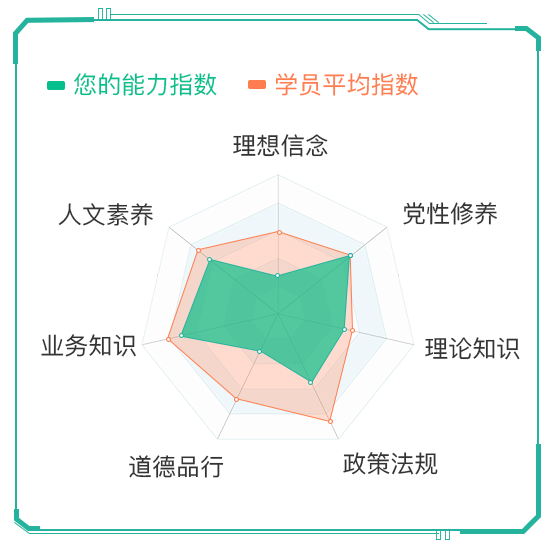 您的能力指数 学员平均指数
理想信念
人文素养 党性修养
业务知识 理论知识
道德品行 政策法规